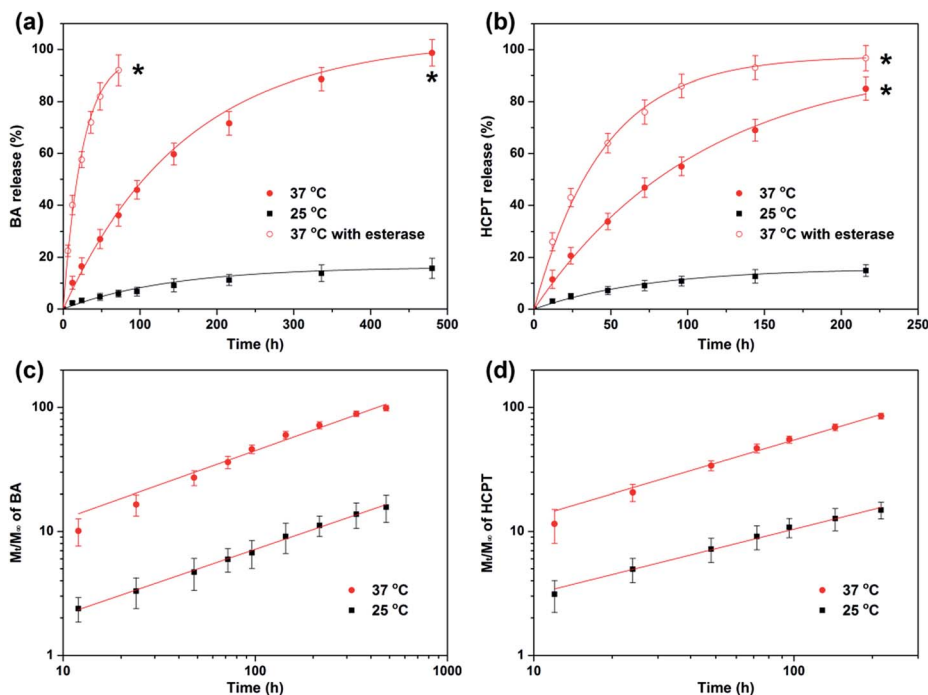 (a)
100
80
60
40
20
0
BA release (%)
*
*
37 °C
25 °C
37 °C with esterase
0 100 200 300 400 500
Time (h)
(b)
100
80
60
40
20
0
HCPT release (%)
*
*
37 °C
25 °C
37 °C with esterase
0 50 100 150 200 250
Time (h)
(c)
100
10
1
Mₜ/M∞ of BA
37 °C
25 °C
10 100 1000
Time (h)
(d)
100
10
1
Mₜ/M∞ of HCPT
37 °C
25 °C
10 100
Time (h)